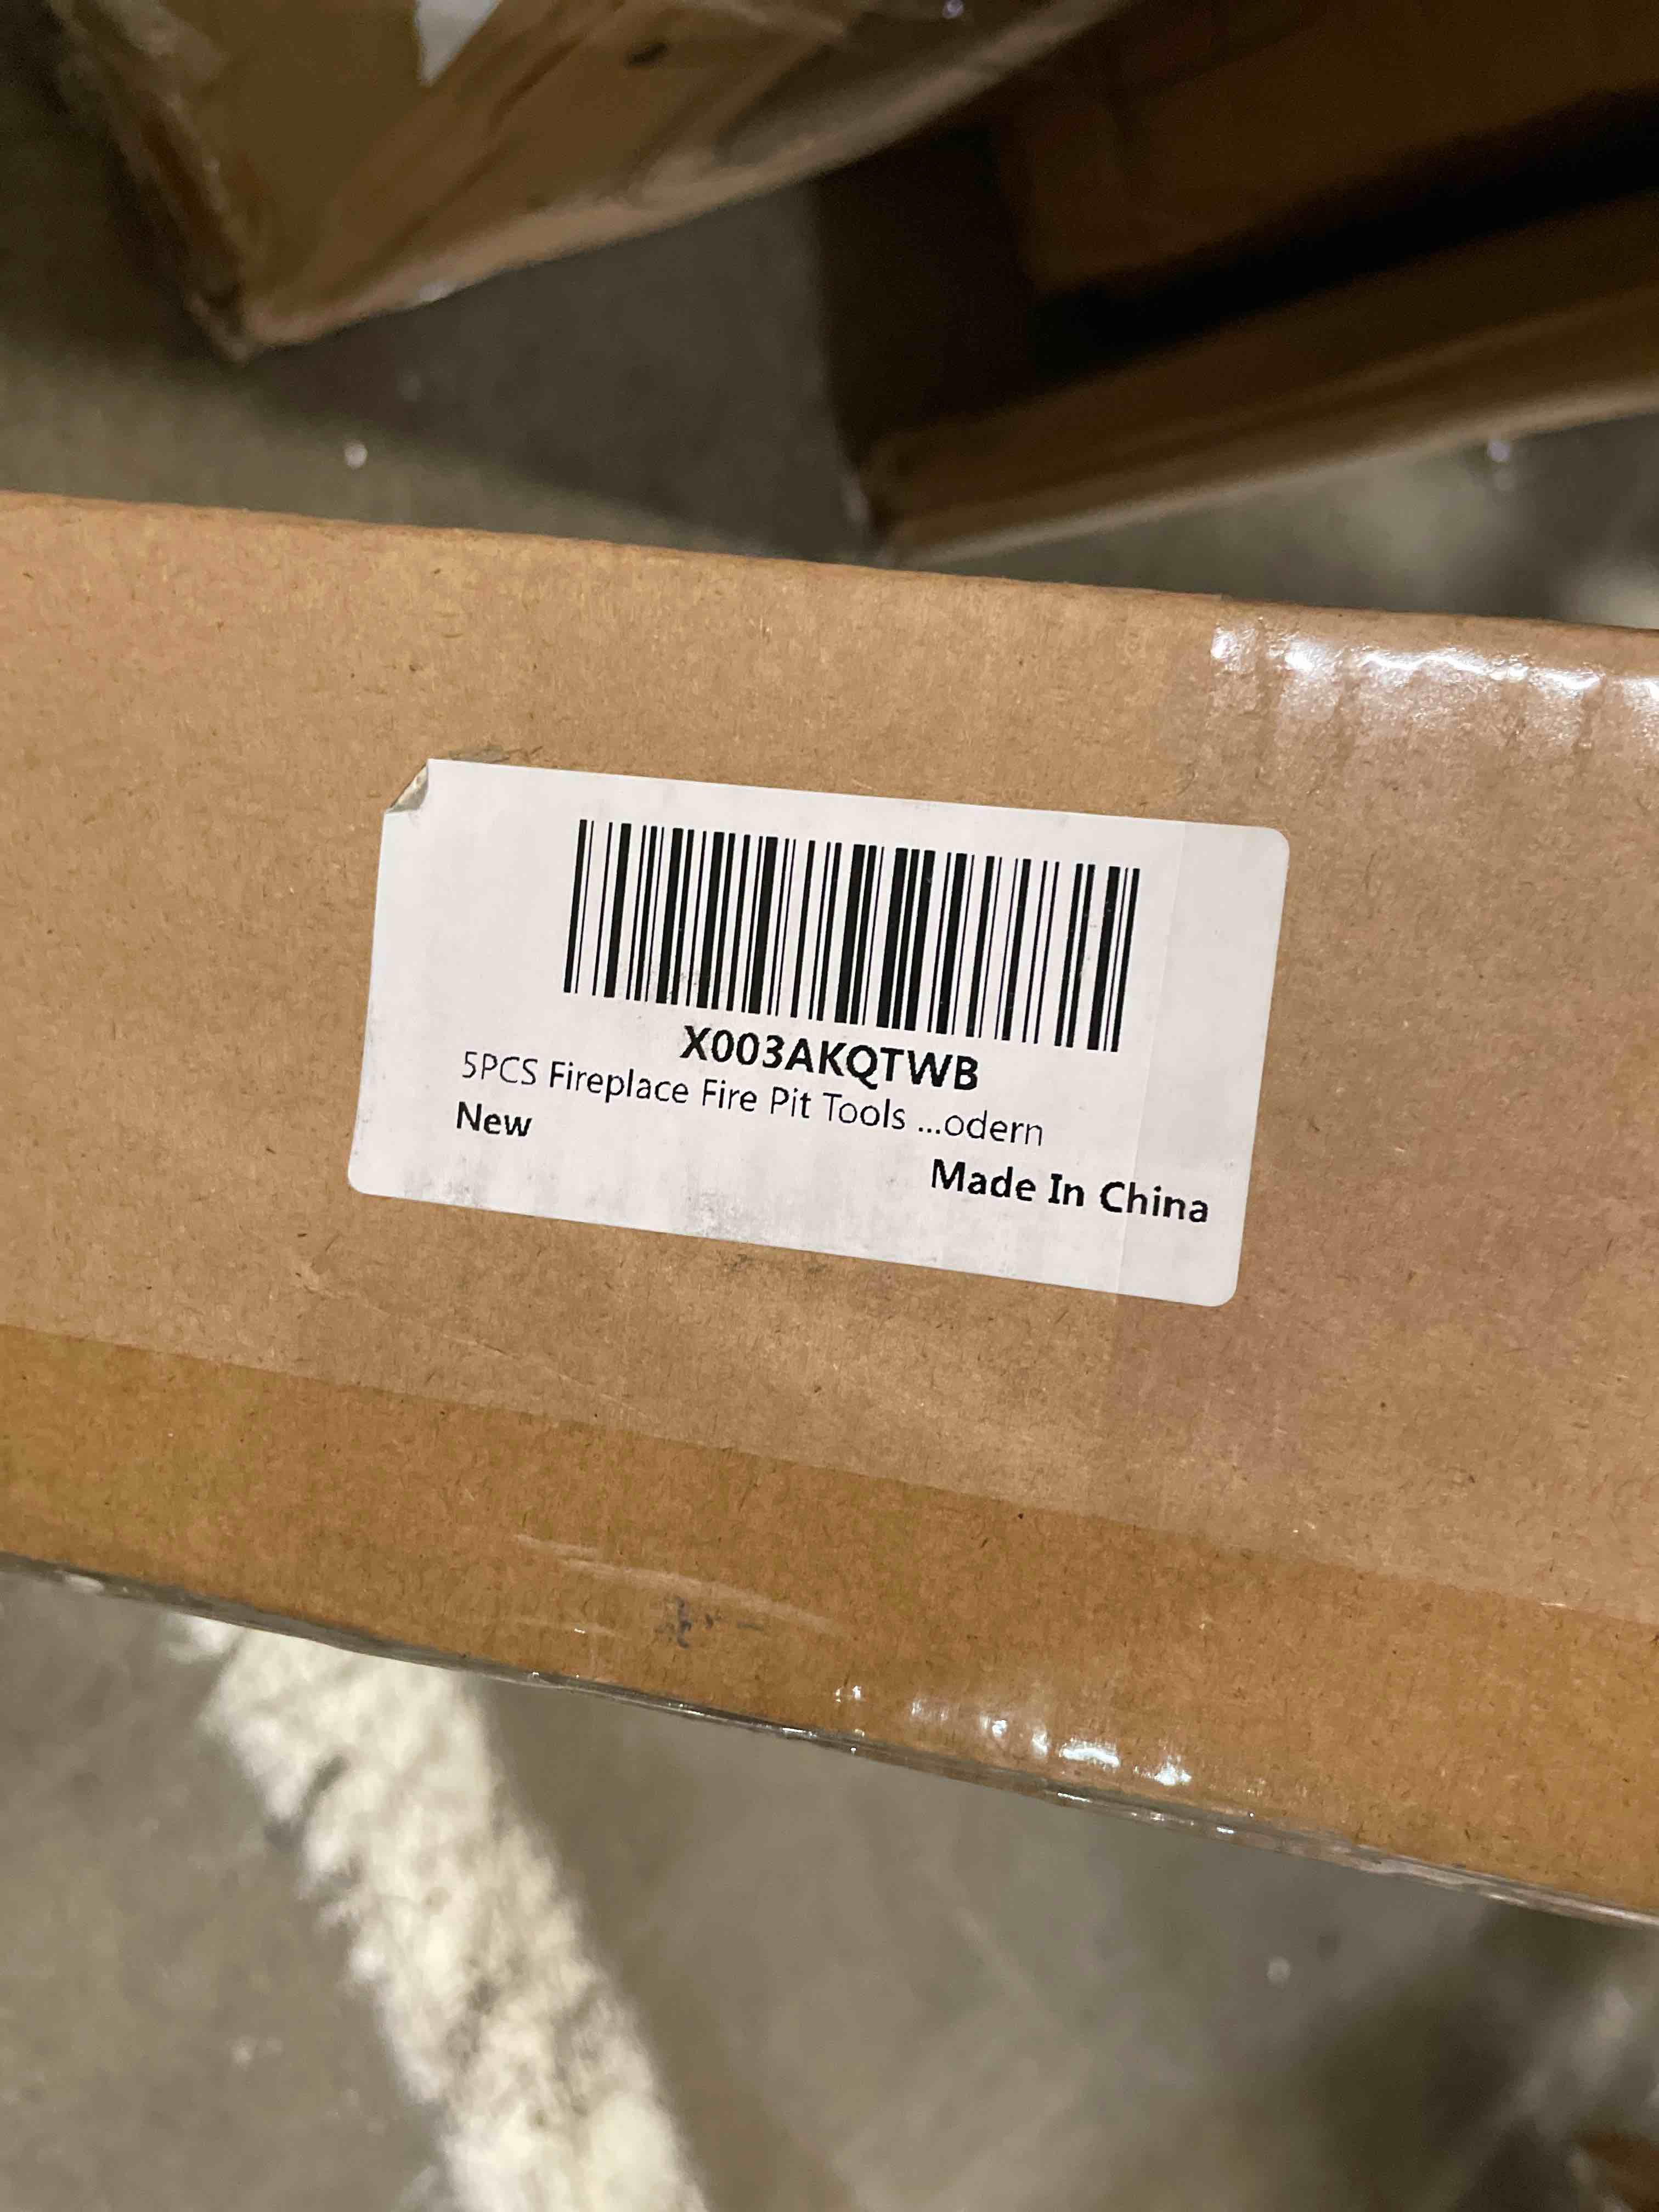 X003AKQTWB
5PCS Fireplace Fire Pit Tools ...odern
New
Made In China